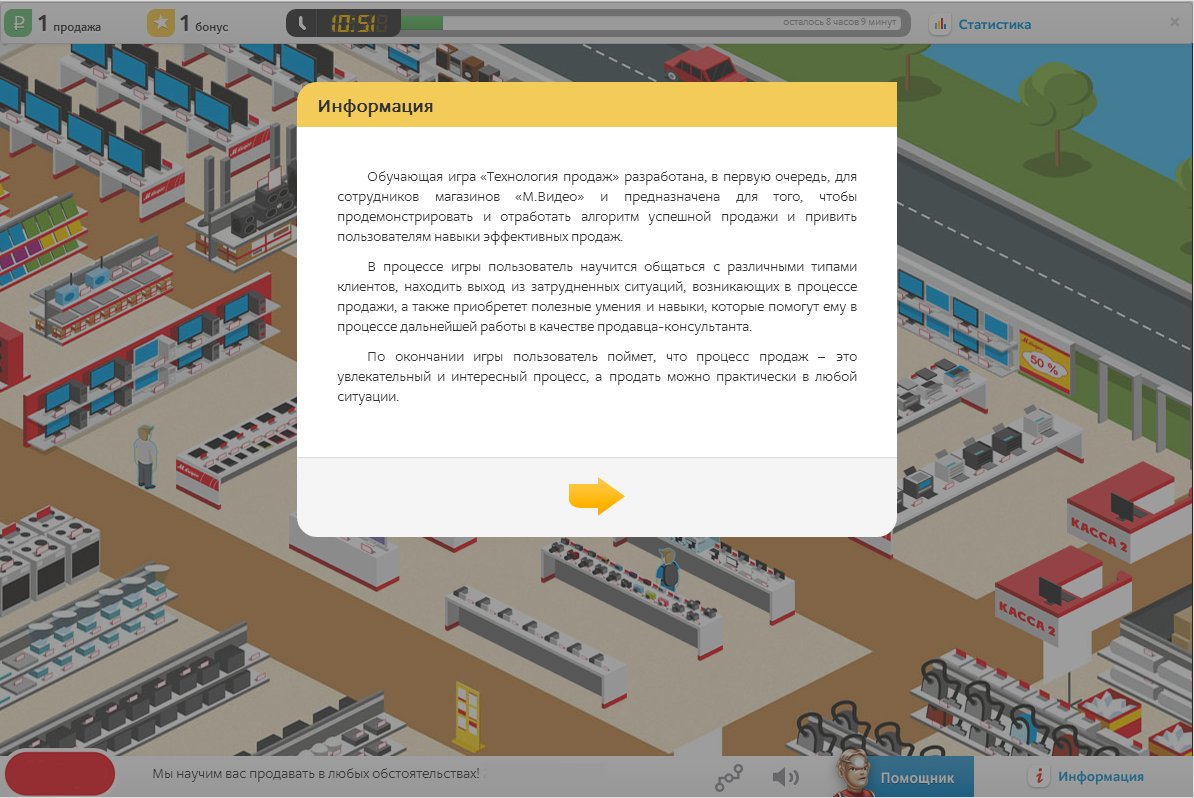 1 продажа
1 бонус
10:51
осталось 8 часов 9 минут
Статистика
Информация
Обучающая игра «Технология продаж» разработана, в первую очередь, для
сотрудников магазинов «М.Видео» и предназначена для того, чтобы
продемонстрировать и отработать алгоритм успешной продажи и привить
пользователям навыки эффективных продаж.
В процессе игры пользователь научится общаться с различными типами
клиентов, находить выход из затрудненных ситуаций, возникающих в процессе
продажи, а также приобретет полезные умения и навыки, которые помогут ему в
процессе дальнейшей работы в качестве продавца-консультанта.
По окончании игры пользователь поймет, что процесс продаж – это
увлекательный и интересный процесс, а продать можно практически в любой
ситуации.
50 %
КАССА 2
КАССА 2
Мы научим вас продавать в любых обстоятельствах!
Помощник
Информация